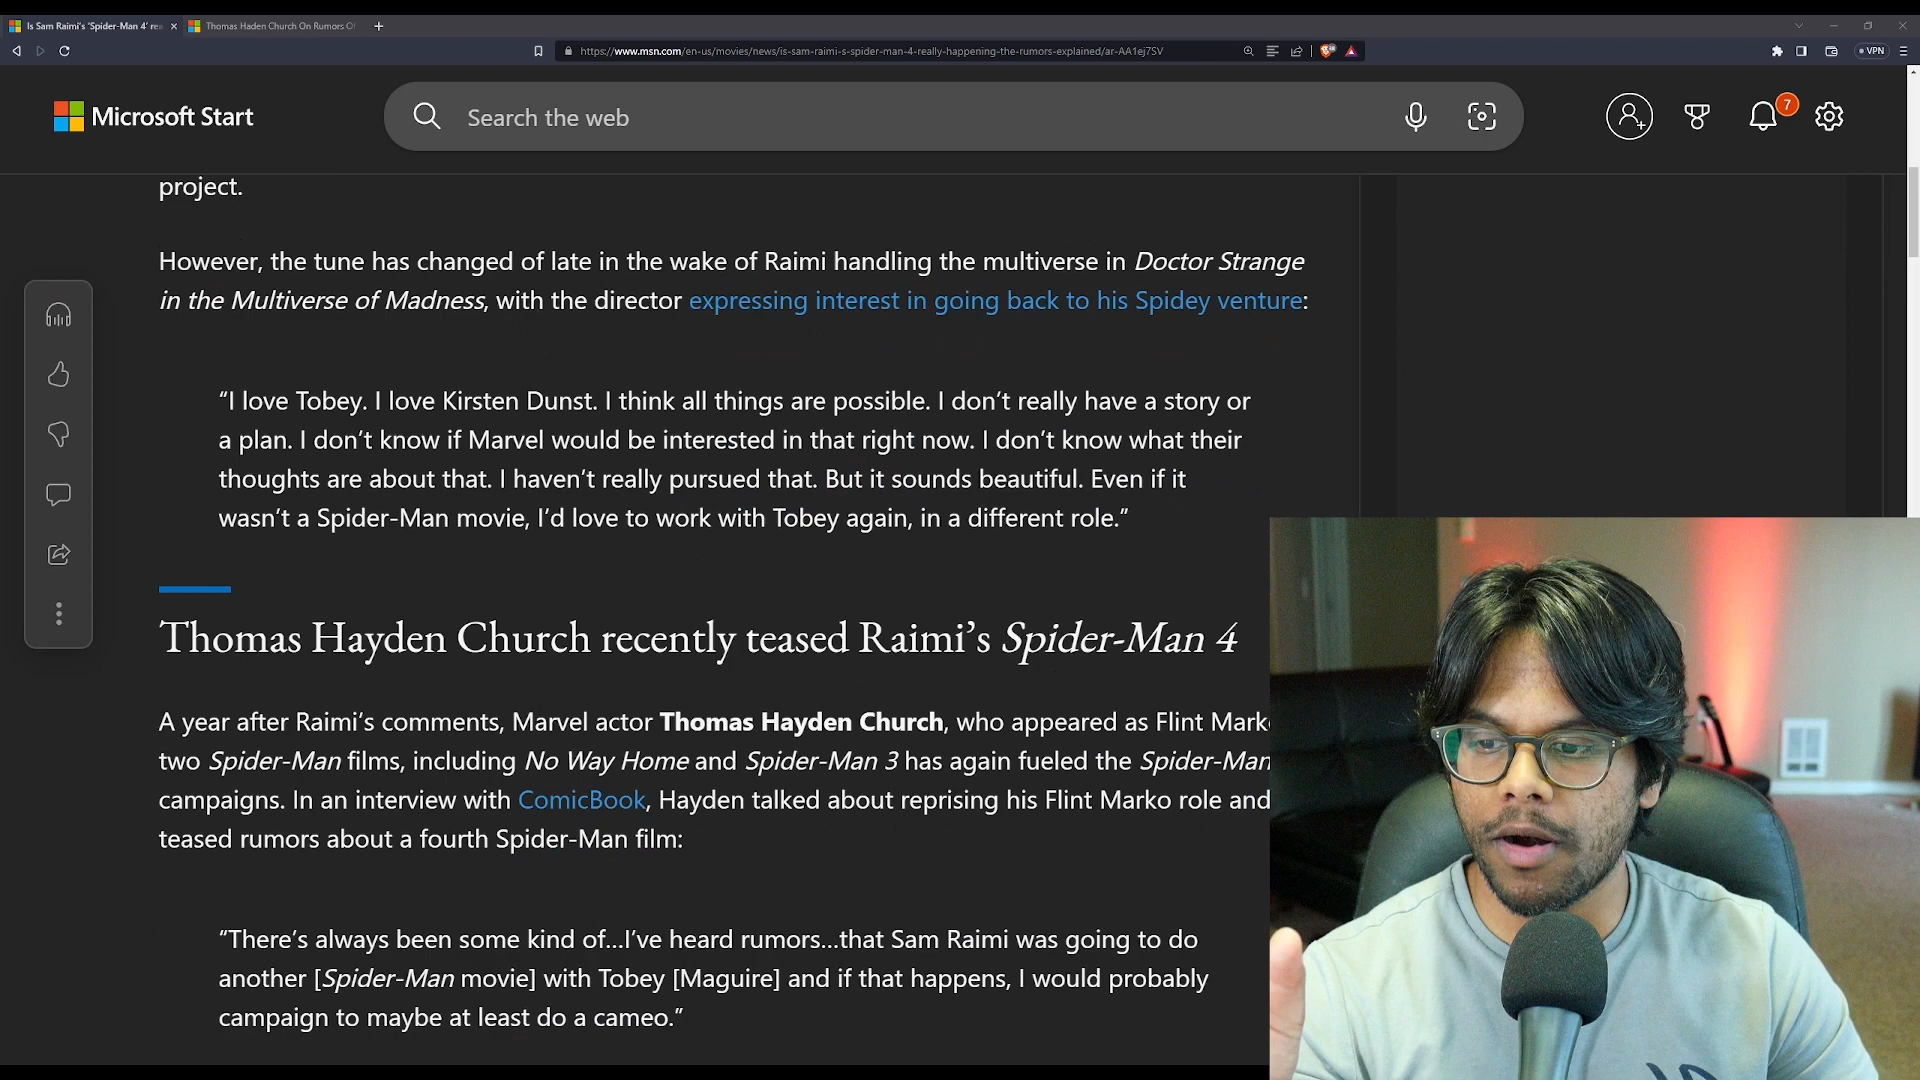 Is Sam Raimi's 'Spider-Man 4' re
Thomas Haden Church On Rumors Of
https://www.msn.com/en-us/movies/news/is-sam-raimi-s-spider-man-4-really-happening-the-rumors-explained/ar-AA1ej7SV
VPN
Microsoft Start
Search the web
7
project.
However, the tune has changed of late in the wake of Raimi handling the multiverse in Doctor Strange
in the Multiverse of Madness, with the director expressing interest in going back to his Spidey venture:
“I love Tobey. I love Kirsten Dunst. I think all things are possible. I don’t really have a story or
a plan. I don’t know if Marvel would be interested in that right now. I don’t know what their
thoughts are about that. I haven’t really pursued that. But it sounds beautiful. Even if it
wasn’t a Spider-Man movie, I’d love to work with Tobey again, in a different role.”
Thomas Hayden Church recently teased Raimi’s Spider-Man 4
A year after Raimi’s comments, Marvel actor Thomas Hayden Church, who appeared as Flint Mark
two Spider-Man films, including No Way Home and Spider-Man 3 has again fueled the Spider-Man
campaigns. In an interview with ComicBook, Hayden talked about reprising his Flint Marko role and
teased rumors about a fourth Spider-Man film:
“There’s always been some kind of…I’ve heard rumors…that Sam Raimi was going to do
another [Spider-Man movie] with Tobey [Maguire] and if that happens, I would probably
campaign to maybe at least do a cameo.”